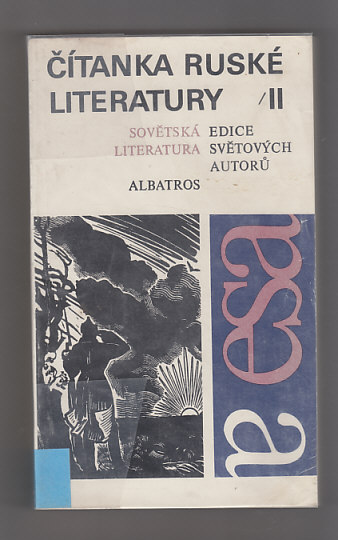 ČÍTANKA RUSKÉ
LITERATURY /II
SOVĚTSKÁ EDICE
LITERATURA SVĚTOVÝCH
AUTORŮ
ALBATROS
esa
a